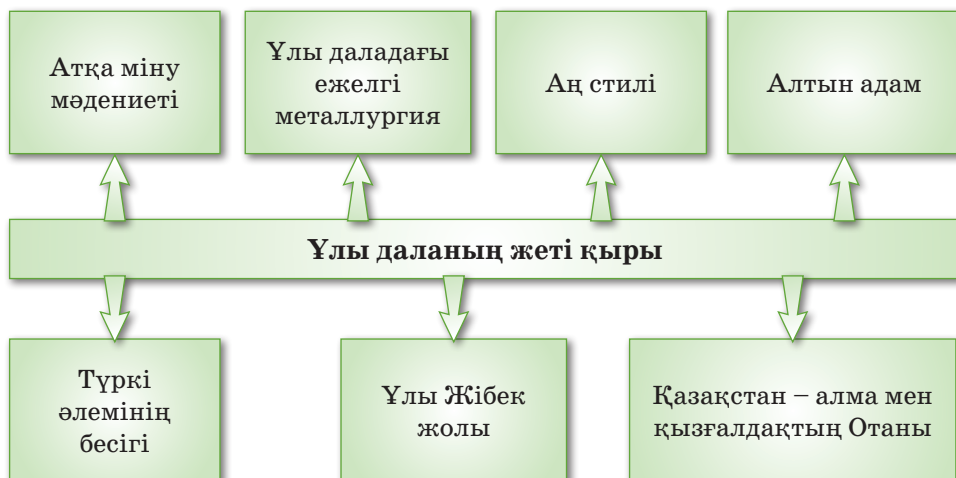 Атқа міну
мәдениеті
Ұлы даладағы
ежелгі
металлургия
Аң стилі
Алтын адам
Ұлы даланың жеті қыры
Түркі
әлемінің
бесігі
Ұлы Жібек
жолы
Қазақстан – алма мен
қызғалдақтың Отаны